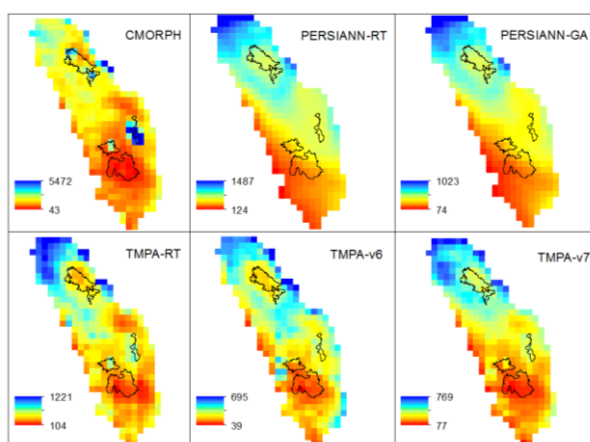 CMORPH
5472
43
PERSIANN-RT
1487
124
PERSIANN-GA
1023
74
TMPA-RT
1221
104
TMPA-v6
695
39
TMPA-v7
769
77